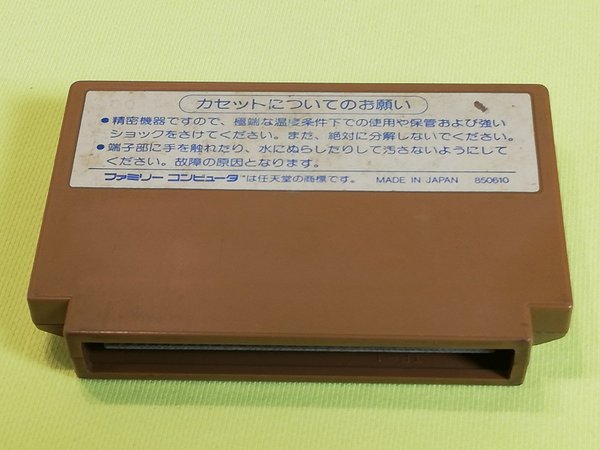 カセットについてのお願い
●精密機器ですので、極端な温度条件下での使用や保管および強い
ショックをさけてください。また、絶対に分解しないでください。
●端子部に手を触れたり、水にぬらしたりして汚さないようにして
ください。故障の原因となります。
ファミリー コンピュータ™は任天堂の商標です。 MADE IN JAPAN 850610